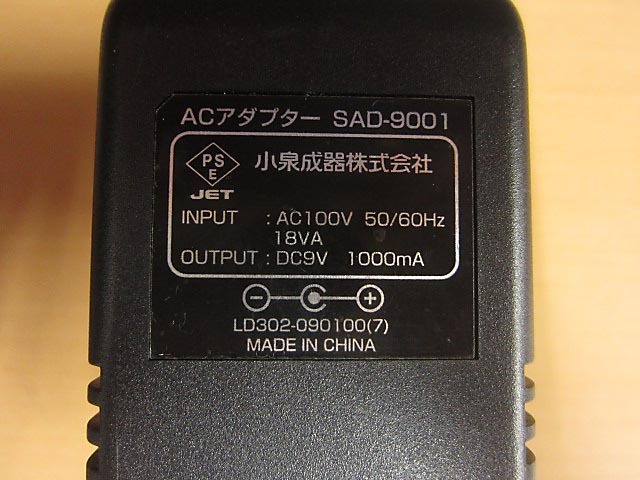 ACアダプター SAD-9001
PS
E
JET
小泉成器株式会社
INPUT : AC100V 50/60Hz
18VA
OUTPUT : DC9V 1000mA
LD302-090100(7)
MADE IN CHINA